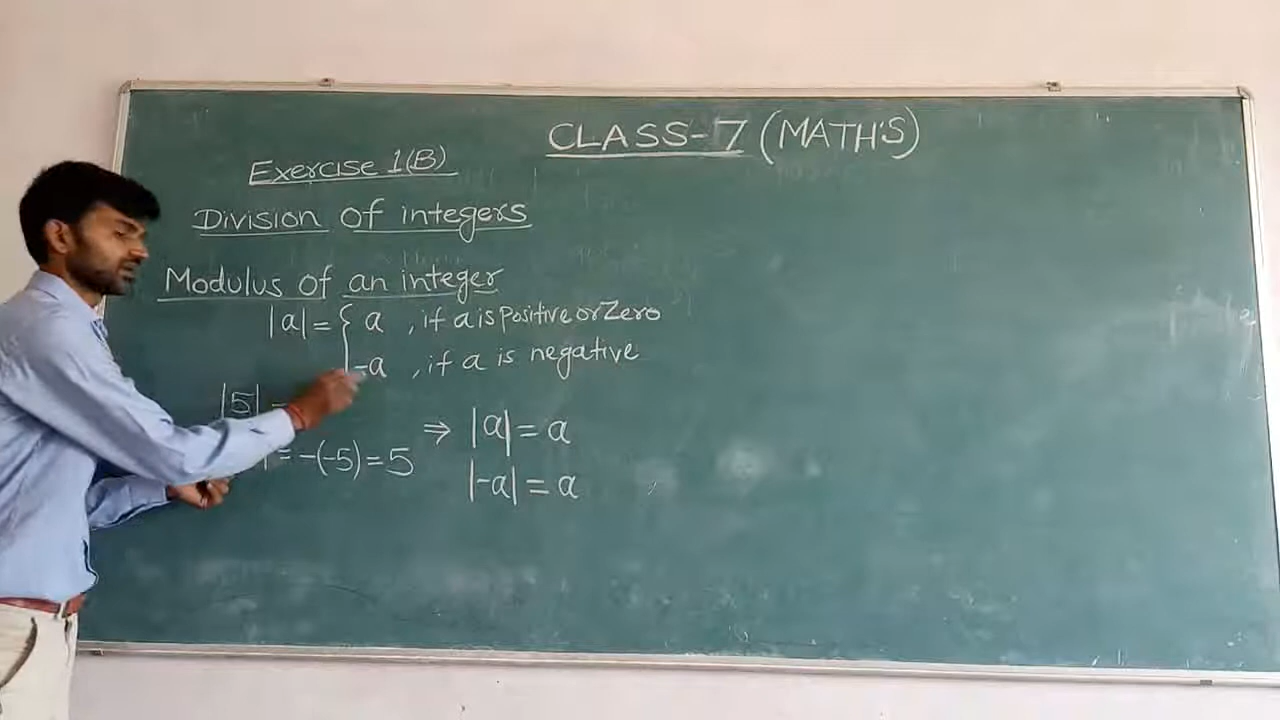 CLASS-7 (MATH'S)
Exercise 1(B)
Division of integers
Modulus of an integer
|a| = { a , if a is positive or Zero
-a , if a is negative
|5| =
= -(-5) = 5
⇒ |a| = a
|-a| = a